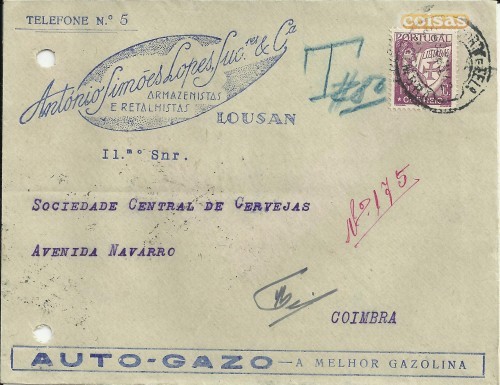 TELEFONE N.º 5
coisas
António Simões Lopes, Suc.res & C.a
ARMAZENISTAS
E RETALHISTAS
LOUSAN
T
PORTUGAL
LUSIADAS
Il.mo Snr.
SOCIEDADE CENTRAL DE CERVEJAS
Nº. 175
AVENIDA NAVARRO
COIMBRA
AUTO-GAZO — A MELHOR GAZOLINA